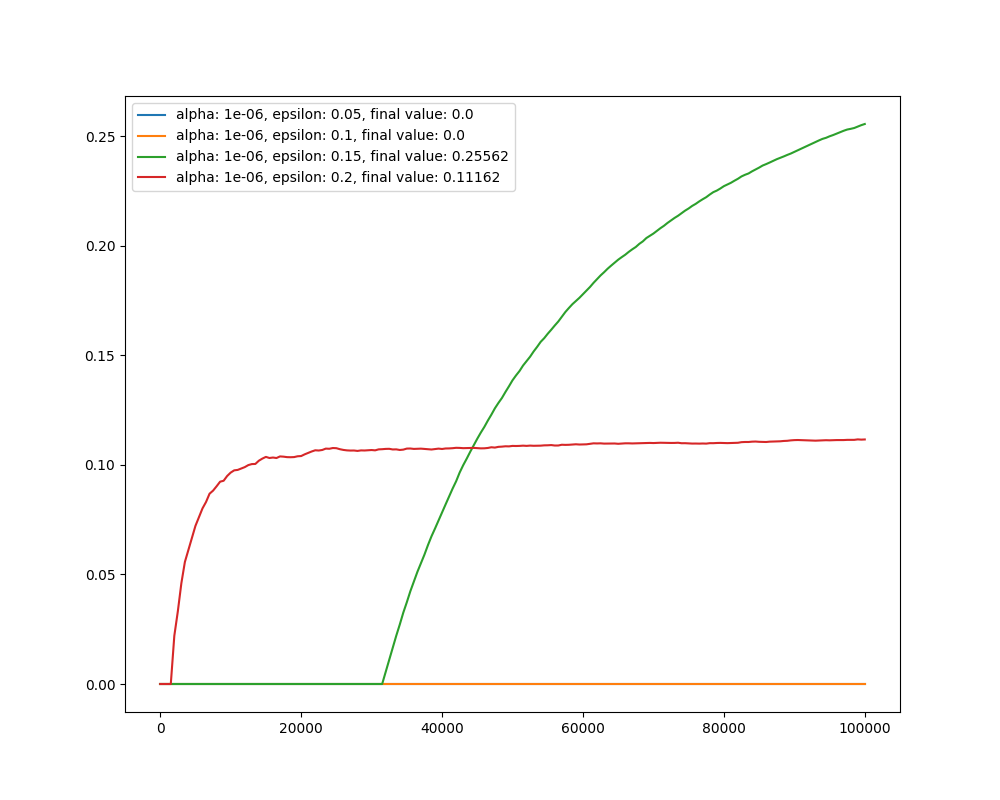 alpha: 1e-06, epsilon: 0.05, final value: 0.0
alpha: 1e-06, epsilon: 0.1, final value: 0.0
alpha: 1e-06, epsilon: 0.15, final value: 0.25562
alpha: 1e-06, epsilon: 0.2, final value: 0.11162
0.25
0.20
0.15
0.10
0.05
0.00
0 20000 40000 60000 80000 100000